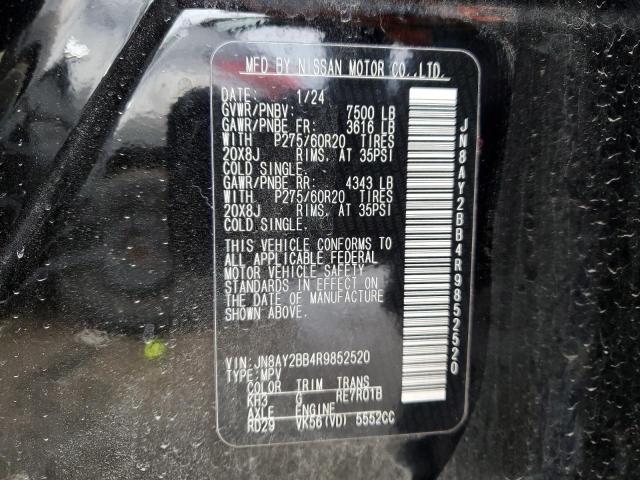 MFD BY NISSAN MOTOR CO.,LTD.
DATE: 1/24
GVWR/PNBV: 7500 LB
GAWR/PNBE FR: 3616 LB
WITH P275/60R20 TIRES
20X8J RIMS. AT 35PSI
COLD SINGLE.
GAWR/PNBE RR: 4343 LB
WITH P275/60R20 TIRES
20X8J RIMS. AT 35PSI
COLD SINGLE.
THIS VEHICLE CONFORMS TO
ALL APPLICABLE FEDERAL
MOTOR VEHICLE SAFETY
STANDARDS IN EFFECT ON
THE DATE OF MANUFACTURE
SHOWN ABOVE.
VIN: JN8AY2BB4R9852520
TYPE: MPV
COLOR TRIM TRANS
KH3 G RE7R01B
AXLE ENGINE
RD29 VK56(VD) 5552CC
JN8AY2BB4R9852520